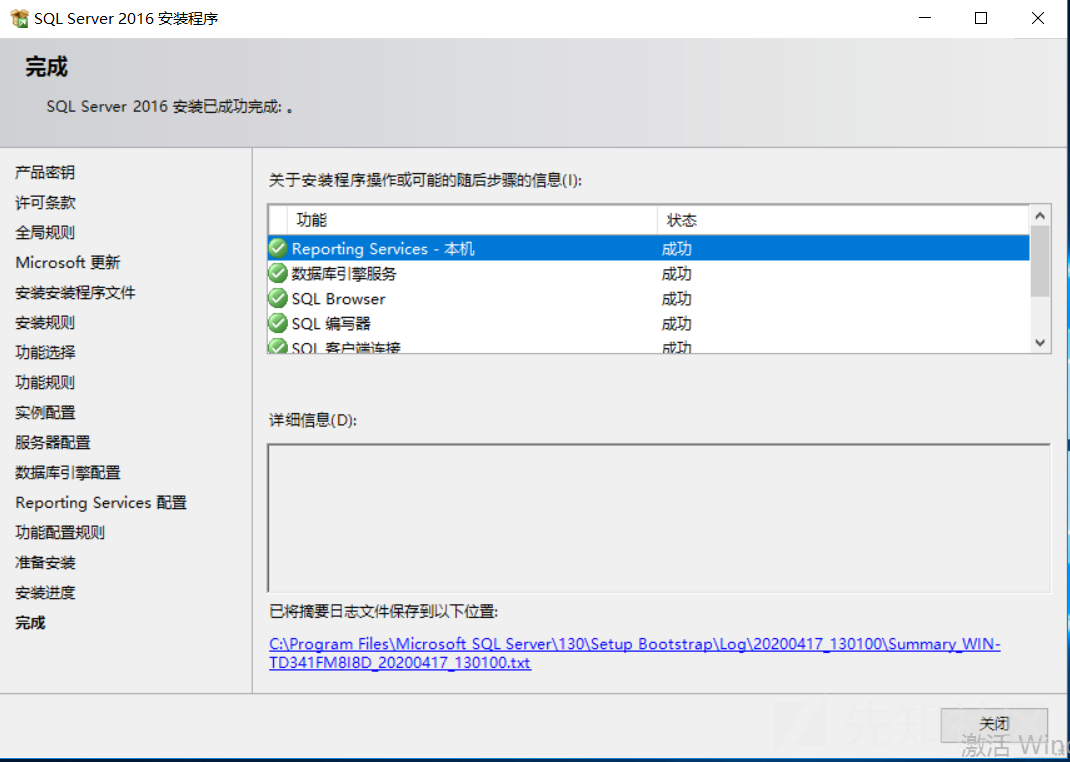 SQL Server 2016 安装程序
完成
SQL Server 2016 安装已成功完成: 。
产品密钥
许可条款
全局规则
Microsoft 更新
安装安装程序文件
安装规则
功能选择
功能规则
实例配置
服务器配置
数据库引擎配置
Reporting Services 配置
功能配置规则
准备安装
安装进度
完成
关于安装程序操作或可能的随后步骤的信息(I):
功能 状态
Reporting Services - 本机 成功
数据库引擎服务 成功
SQL Browser 成功
SQL 编写器 成功
SQL 客户端连接 成功
详细信息(D):
已将摘要日志文件保存到以下位置:
C:\Program Files\Microsoft SQL Server\130\Setup Bootstrap\Log\20200417_130100\Summary_WIN-
TD341FM8I8D_20200417_130100.txt
关闭
激活 Win